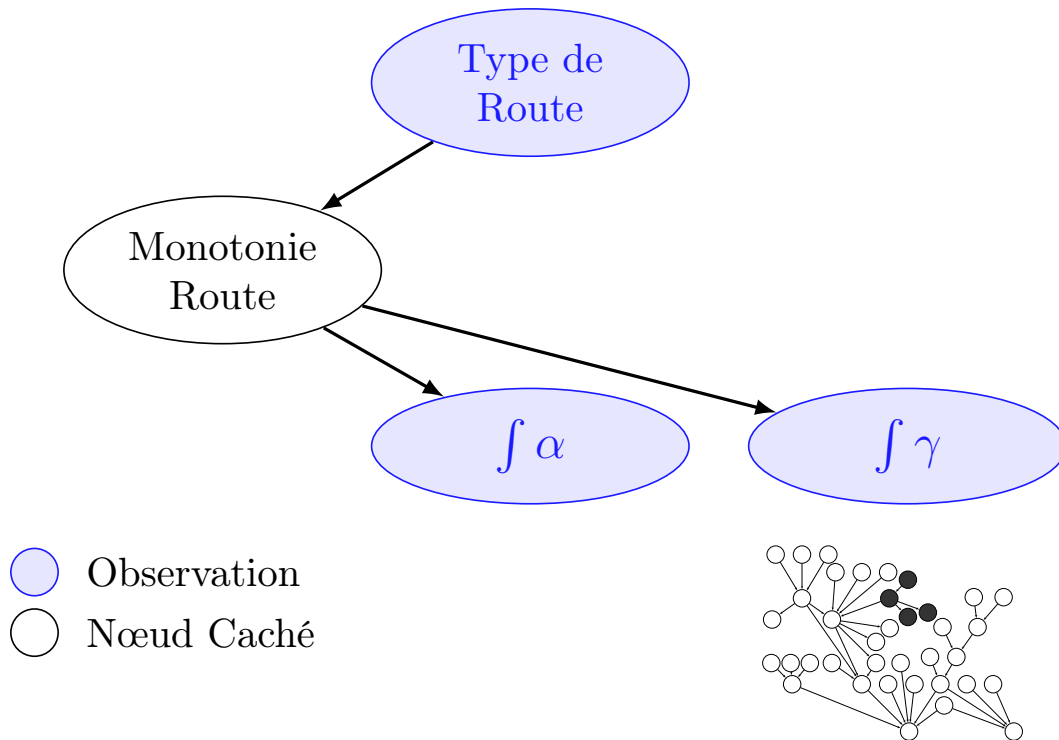 Type de
Route
Monotonie
Route
∫ α
∫ γ
Observation
Nœud Caché